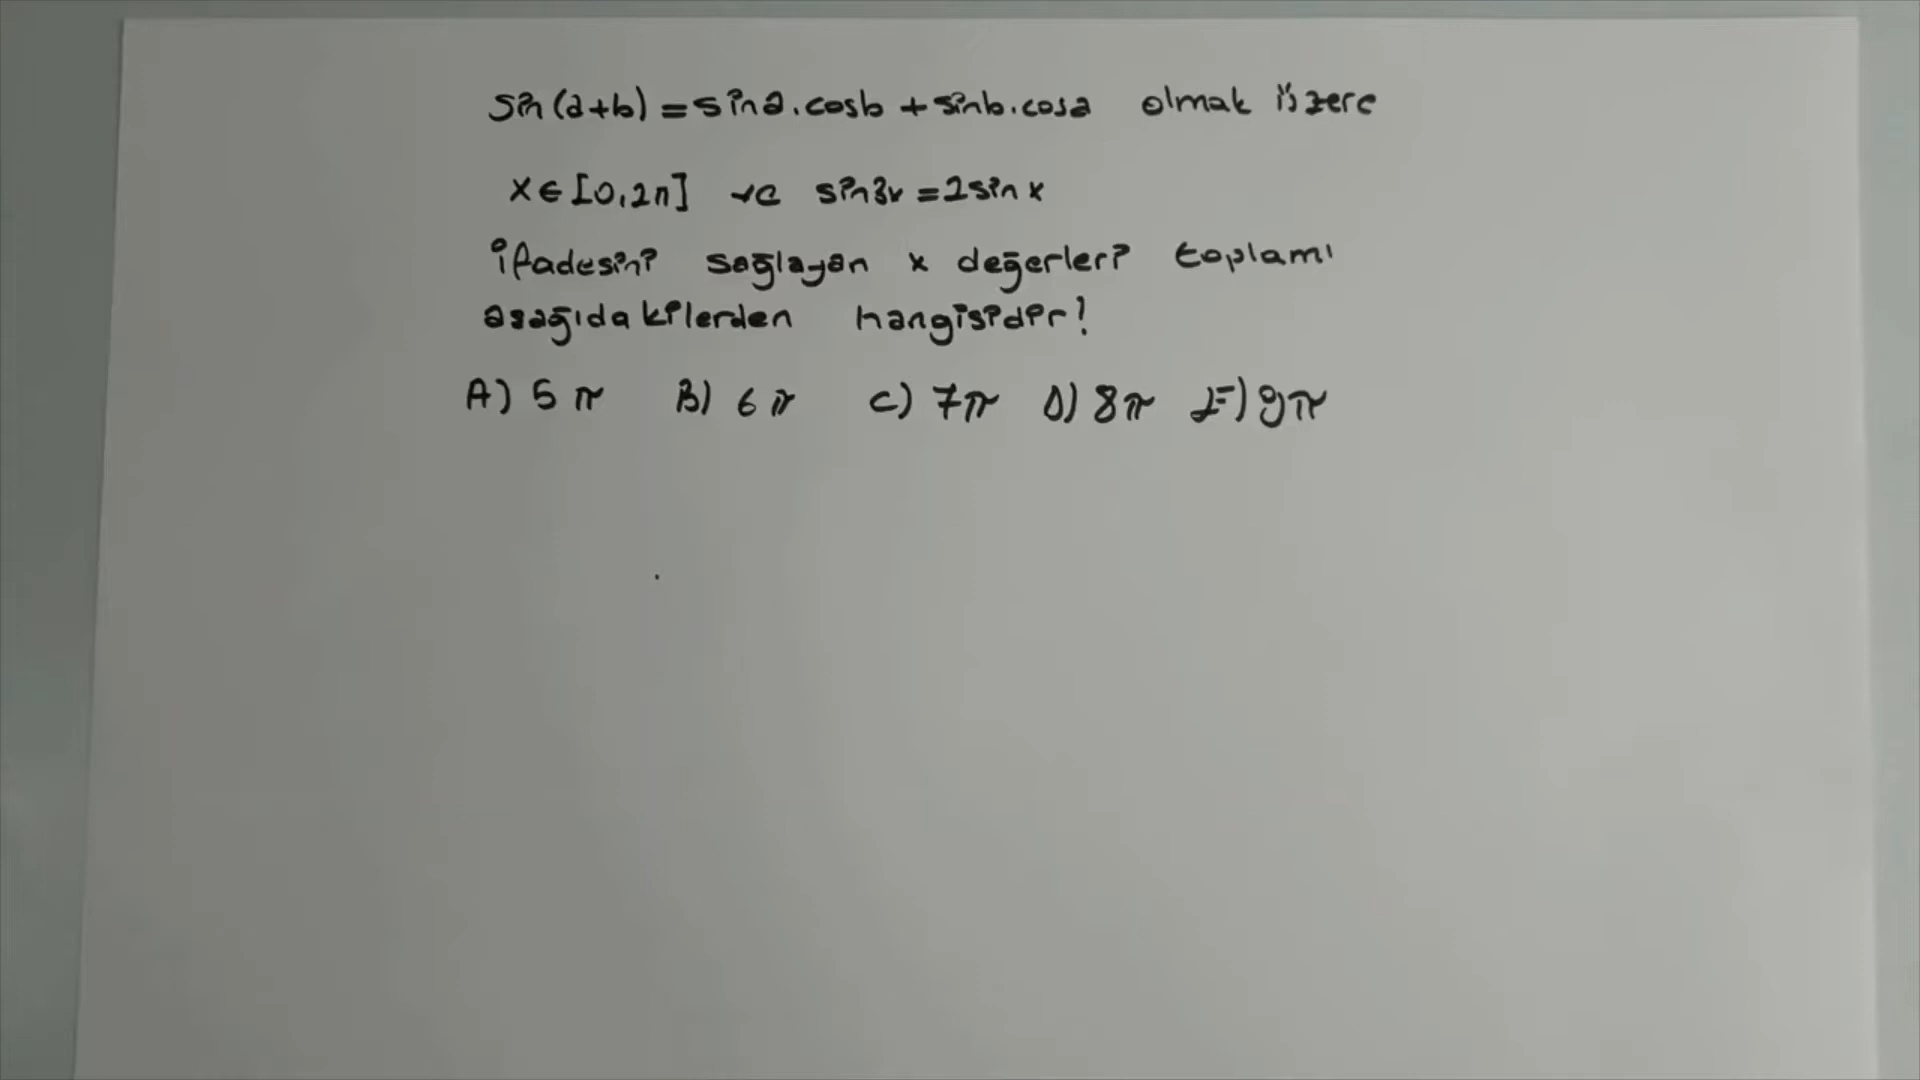 sin(a+b) = sina.cosb + sinb.cosa olmak üzere
x ∈ [0,2π] ve sin3x = 2sinx
ifadesini sağlayan x değerleri toplamı
aşağıdakilerden hangisidir?
A) 5π B) 6π C) 7π D) 8π E) 9π